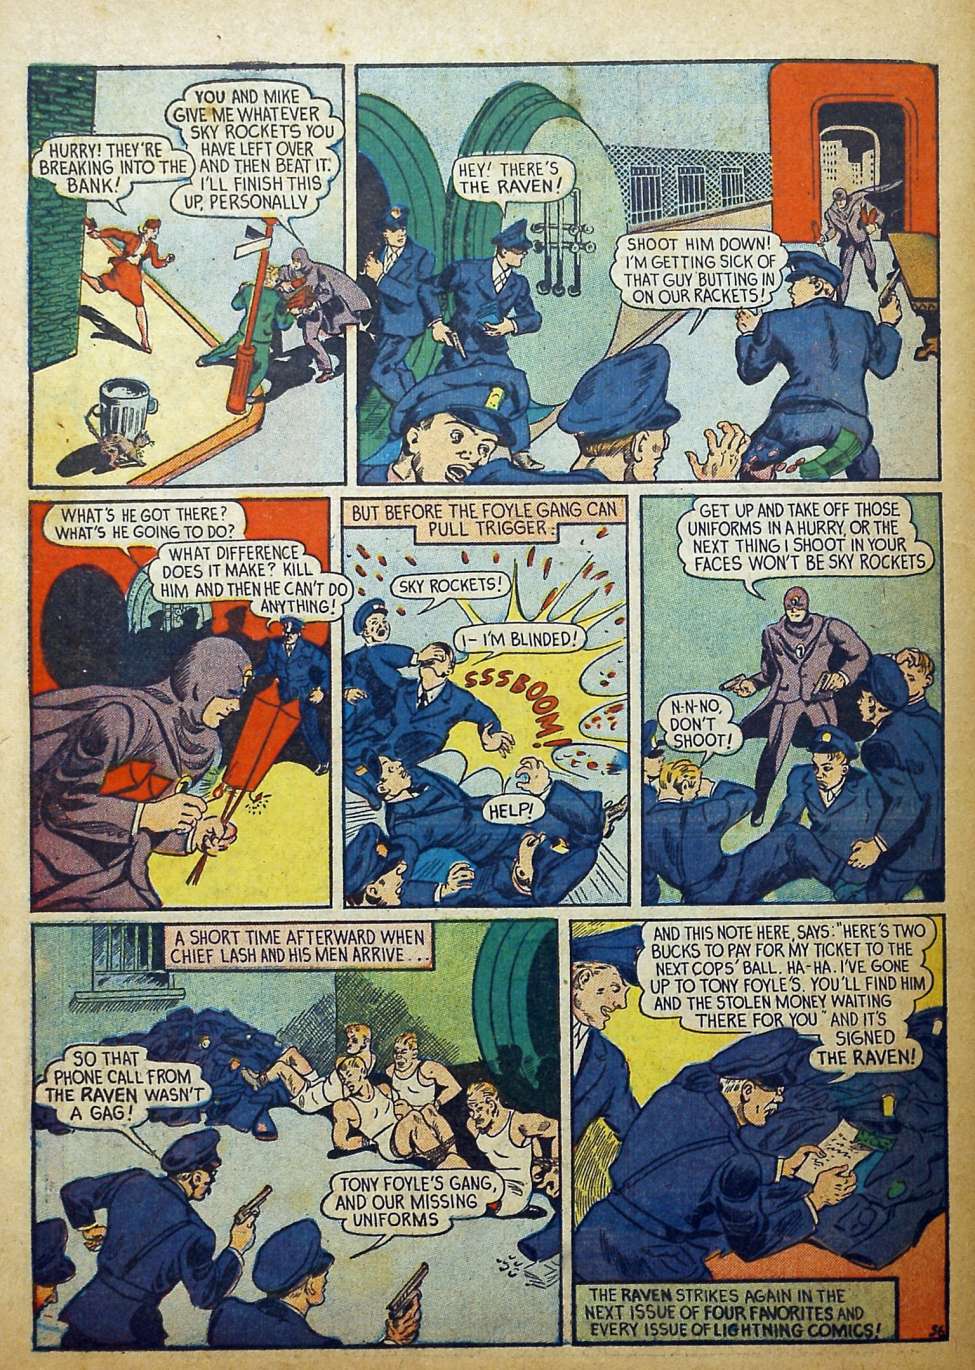 HURRY! THEY'RE
BREAKING INTO THE
BANK!
YOU AND MIKE
GIVE ME WHATEVER
SKY ROCKETS YOU
HAVE LEFT OVER
AND THEN BEAT IT.
I'LL FINISH THIS
UP, PERSONALLY
HEY! THERE'S
THE RAVEN!
SHOOT HIM DOWN!
I'M GETTING SICK OF
THAT GUY BUTTING IN
ON OUR RACKETS!
WHAT'S HE GOT THERE?
WHAT'S HE GOING TO DO?
WHAT DIFFERENCE
DOES IT MAKE? KILL
HIM AND THEN HE CAN'T DO
ANYTHING!
BUT BEFORE THE FOYLE GANG CAN
PULL TRIGGER--
SKY ROCKETS!
I-I'M BLINDED!
SSSBOOM!
HELP!
GET UP AND TAKE OFF THOSE
UNIFORMS IN A HURRY, OR THE
NEXT THING I SHOOT IN YOUR
FACES WON'T BE SKY ROCKETS
N-N-NO,
DON'T
SHOOT!
A SHORT TIME AFTERWARD WHEN
CHIEF LASH AND HIS MEN ARRIVE...
SO THAT
PHONE CALL FROM
THE RAVEN WASN'T
A GAG!
TONY FOYLE'S GANG,
AND OUR MISSING
UNIFORMS
AND THIS NOTE HERE, SAYS: "HERE'S TWO
BUCKS TO PAY FOR MY TICKET TO THE
NEXT COPS' BALL. HA-HA. I'VE GONE
UP TO TONY FOYLE'S. YOU'LL FIND HIM
AND THE STOLEN MONEY WAITING
THERE FOR YOU" AND IT'S
SIGNED
THE RAVEN!
THE RAVEN STRIKES AGAIN IN THE
NEXT ISSUE OF FOUR FAVORITES AND
EVERY ISSUE OF LIGHTNING COMICS!